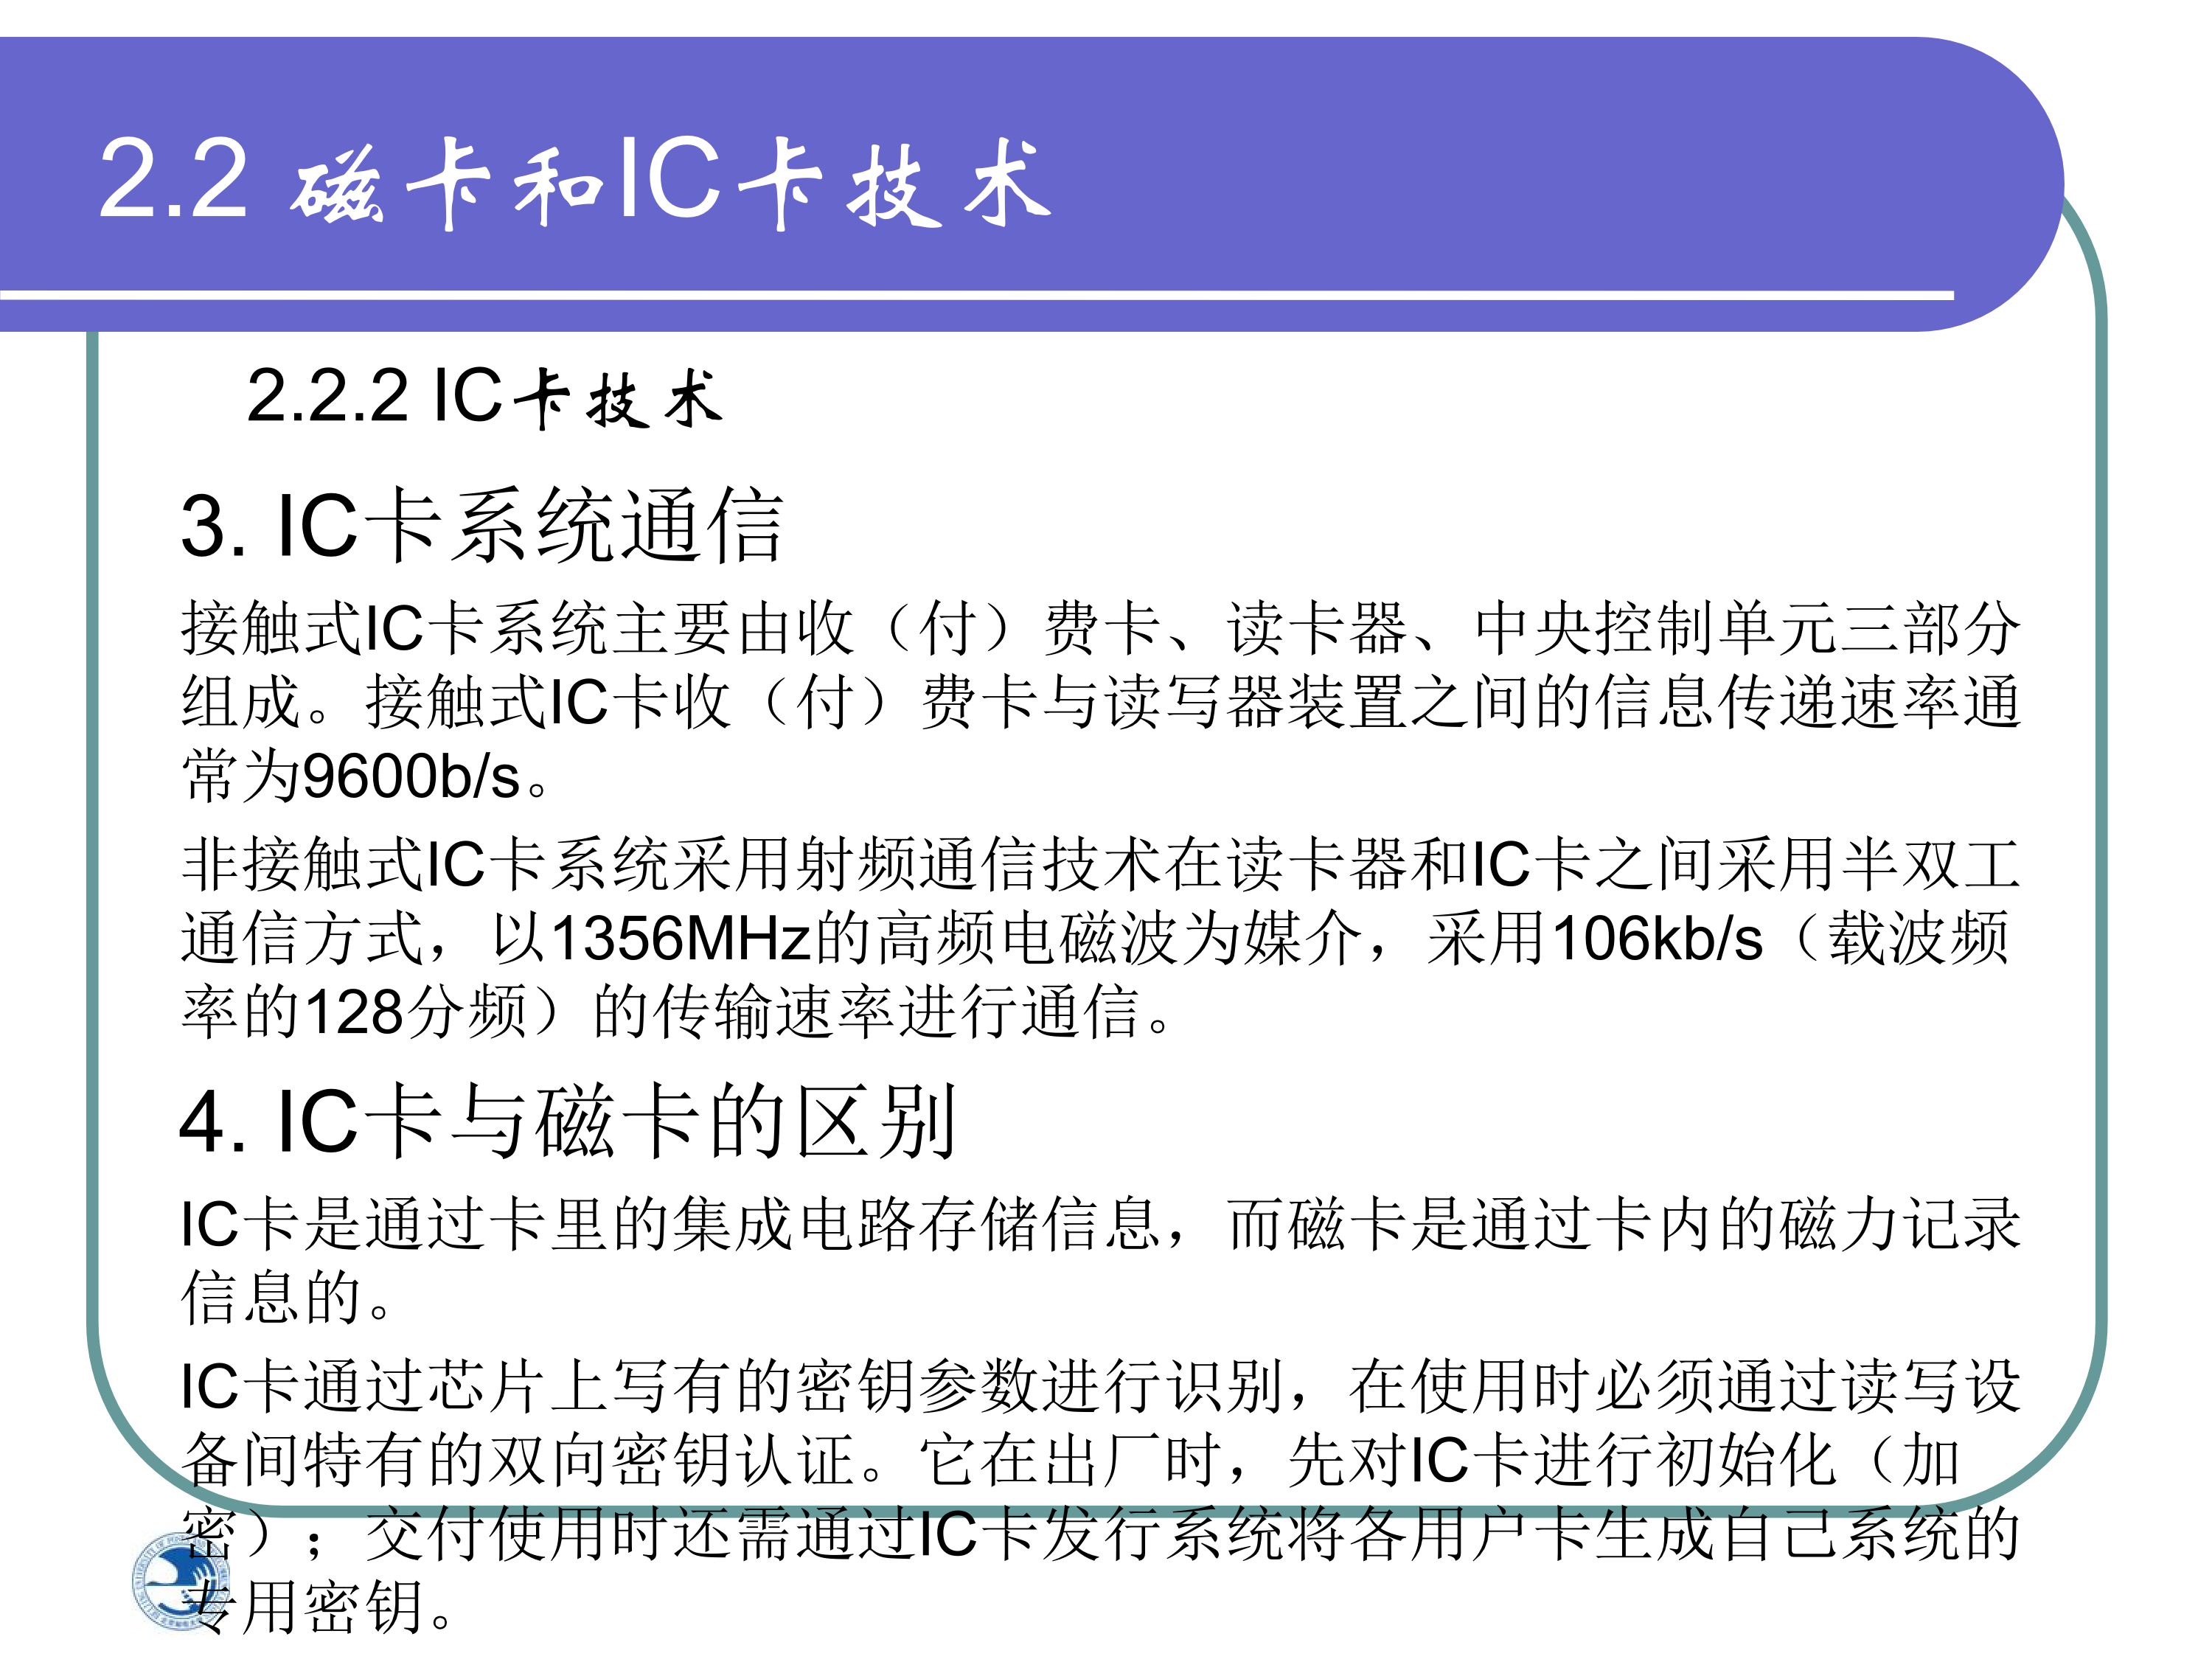 2.2 磁卡和IC卡技术
2.2.2 IC卡技术
3. IC卡系统通信
接触式IC卡系统主要由收（付）费卡、读卡器、中央控制单元三部分
组成。接触式IC卡收（付）费卡与读写器装置之间的信息传递速率通
常为9600b/s。
非接触式IC卡系统采用射频通信技术在读卡器和IC卡之间采用半双工
通信方式，以1356MHz的高频电磁波为媒介，采用106kb/s（载波频
率的128分频）的传输速率进行通信。
4. IC卡与磁卡的区别
IC卡是通过卡里的集成电路存储信息，而磁卡是通过卡内的磁力记录
信息的。
IC卡通过芯片上写有的密钥参数进行识别，在使用时必须通过读写设
备间特有的双向密钥认证。它在出厂时，先对IC卡进行初始化（加
密）；交付使用时还需通过IC卡发行系统将各用户卡生成自己系统的
专用密钥。